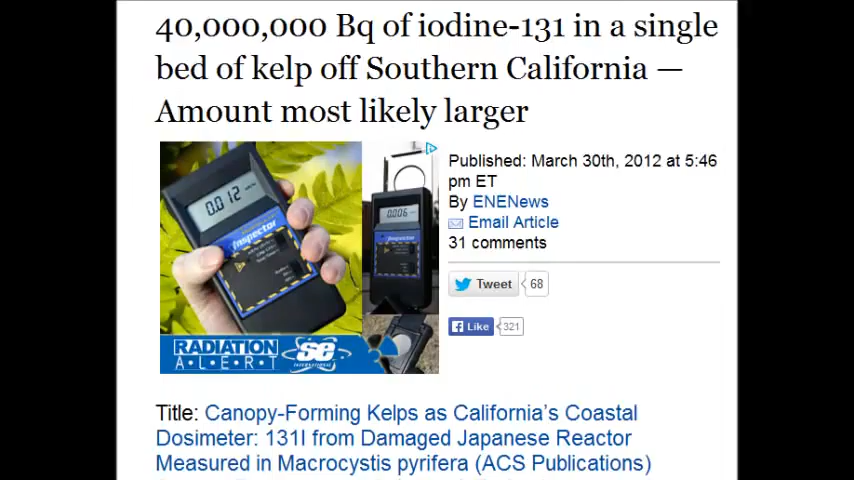 40,000,000 Bq of iodine-131 in a single
bed of kelp off Southern California —
Amount most likely larger
Published: March 30th, 2012 at 5:46
pm ET
By ENENews
Email Article
31 comments
Tweet 68
Like 321
0.012
Inspector
0.006
Inspector
RADIATION
A•L•E•R•T
se
INTERNATIONAL
Title: Canopy-Forming Kelps as California's Coastal
Dosimeter: 131I from Damaged Japanese Reactor
Measured in Macrocystis pyrifera (ACS Publications)